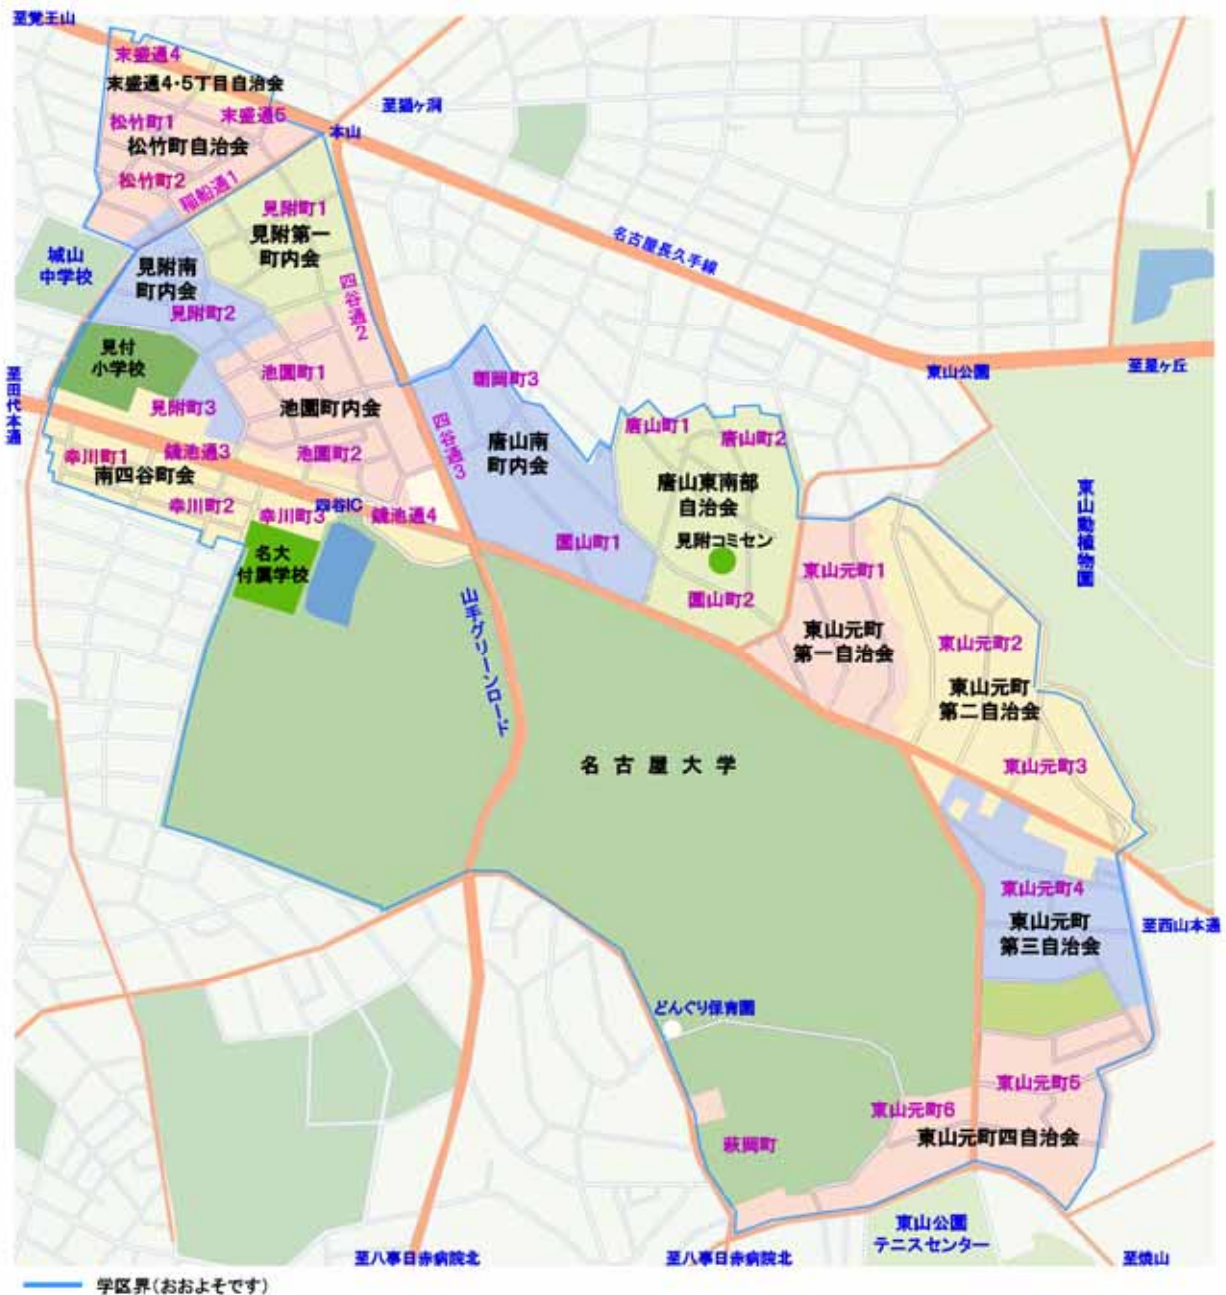 至覚王山
末盛通4
末盛通4・5丁目自治会
末盛通5
至猫ヶ洞
本山
松竹町1
松竹町自治会
松竹町2
稲船通1
見附町1
見附第一
町内会
城山
中学校
見附南
町内会
見附町2
四谷通2
名古屋長久手線
見付
小学校
至田代本通
池園町1
池園町内会
見附町3
朝岡町3
東山公園
至星ヶ丘
四谷通3
唐山南
町内会
唐山町1
唐山町2
唐山東南部
自治会
見附コミセン
幸川町1
鏡池通3
南四谷町会
池園町2
幸川町2
幸川町3
四谷IC
鏡池通4
園山町1
園山町2
東山動植物園
名大
付属学校
山手グリーンロード
東山元町1
東山元町
第一自治会
東山元町2
東山元町
第二自治会
東山元町3
名古屋大学
東山元町4
東山元町
第三自治会
至西山本通
どんぐり保育園
東山元町5
東山元町6
東山元町四自治会
萩岡町
東山公園
テニスセンター
至八事日赤病院北
至八事日赤病院北
至焼山
学区界(おおよそです)